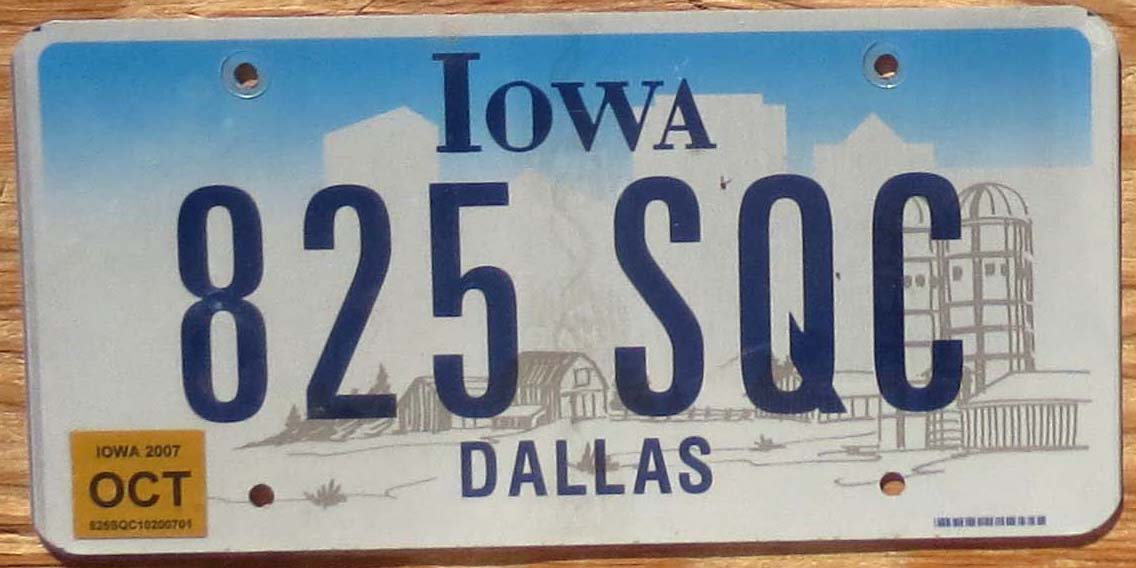 IOWA
825 SQC
DALLAS
IOWA 2007
OCT
825SQC10200701